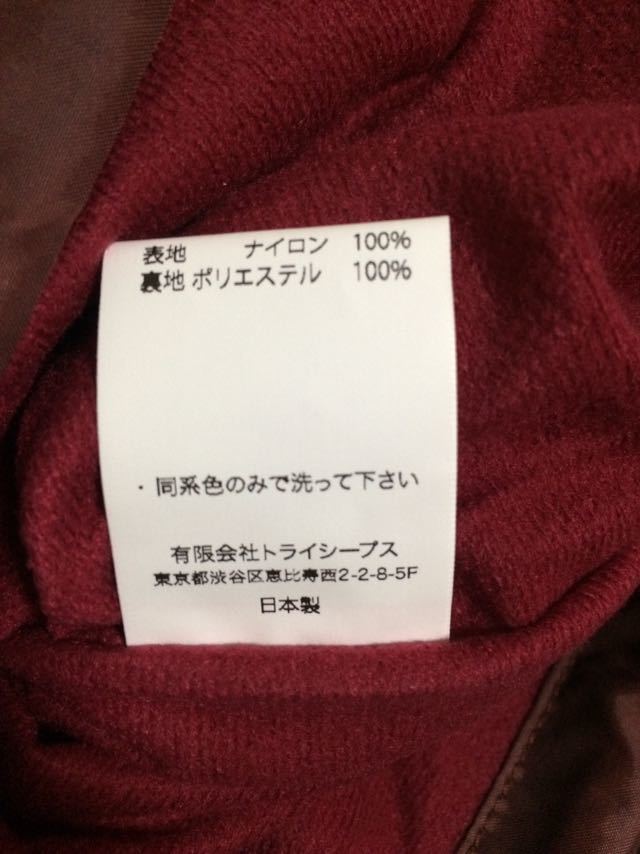 表地 ナイロン 100%
裏地 ポリエステル 100%
・同系色のみで洗って下さい
有限会社トライシープス
東京都渋谷区恵比寿西2-2-8-5F
日本製